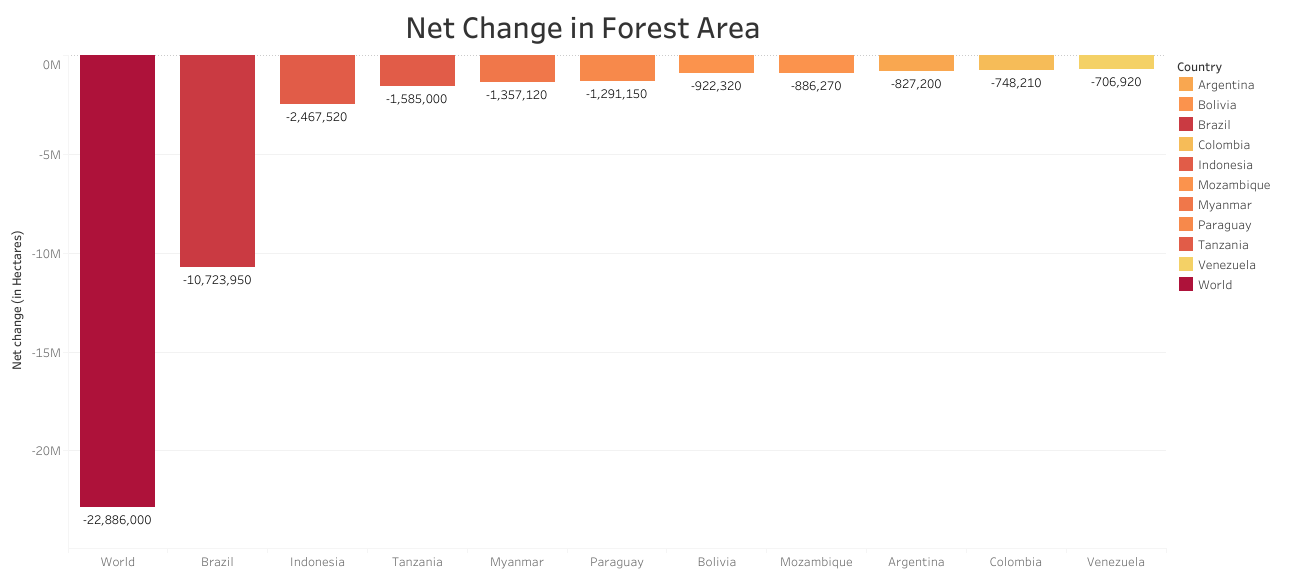 Net Change in Forest Area
Net change (in Hectares)
0M
-5M
-10M
-15M
-20M
-22,886,000
-10,723,950
-2,467,520
-1,585,000
-1,357,120
-1,291,150
-922,320
-886,270
-827,200
-748,210
-706,920
World
Brazil
Indonesia
Tanzania
Myanmar
Paraguay
Bolivia
Mozambique
Argentina
Colombia
Venezuela
Country
Argentina
Bolivia
Brazil
Colombia
Indonesia
Mozambique
Myanmar
Paraguay
Tanzania
Venezuela
World